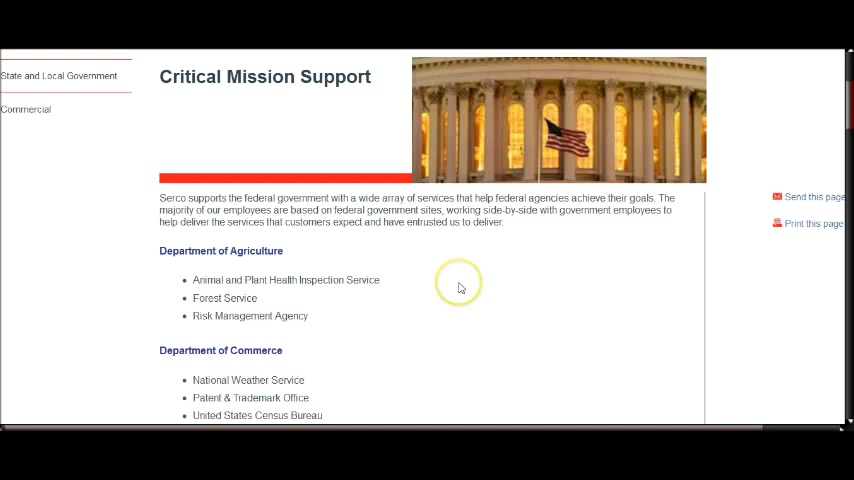 State and Local Government
Commercial
Critical Mission Support
Serco supports the federal government with a wide array of services that help federal agencies achieve their goals. The
majority of our employees are based on federal government sites, working side-by-side with government employees to
help deliver the services that customers expect and have entrusted us to deliver.
Send this page
Print this page
Department of Agriculture
Animal and Plant Health Inspection Service
Forest Service
Risk Management Agency
Department of Commerce
National Weather Service
Patent & Trademark Office
United States Census Bureau